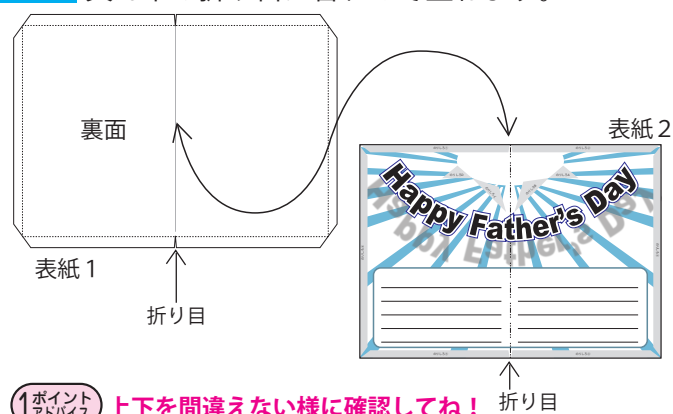 裏面
表紙2
Happy Father's Day
表紙1
折り目
折り目
1ポイントアドバイス
上下を間違えない様に確認してね!